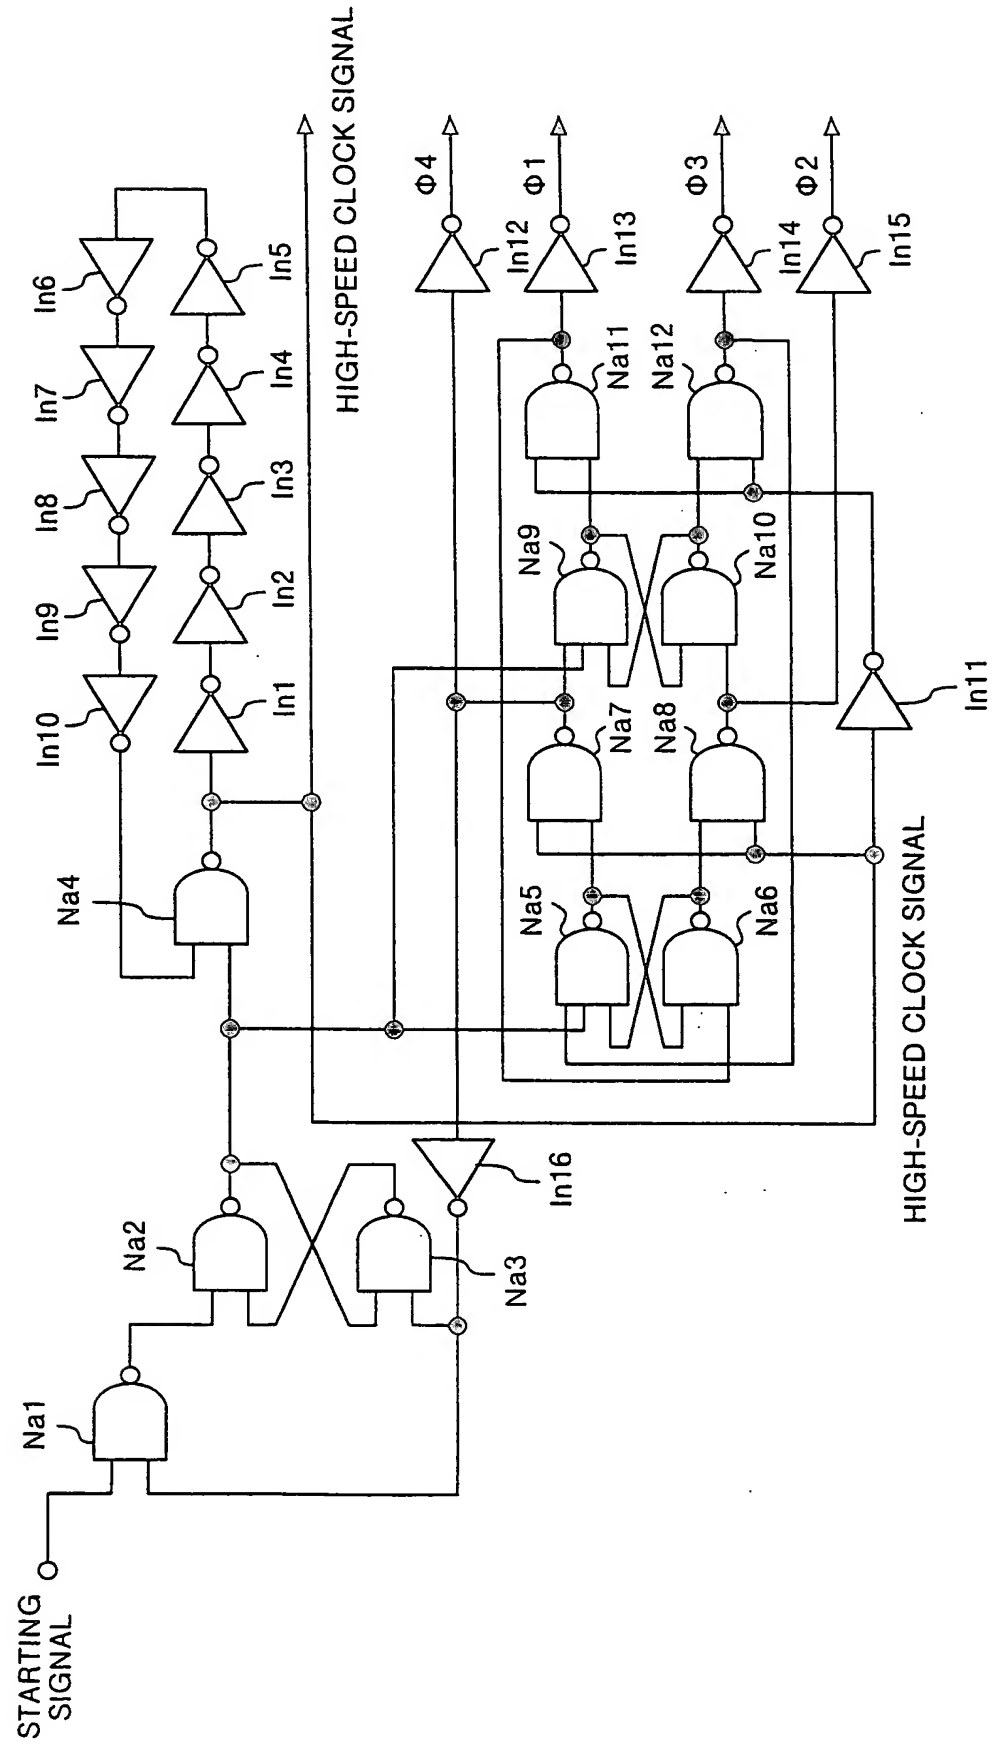 STARTING
SIGNAL
Na1
Na2
Na3
In16
Na4
In10
In9
In8
In7
In6
In1
In2
In3
In4
In5
HIGH-SPEED CLOCK SIGNAL
Φ4
In12
Φ1
In13
Φ3
In14
Φ2
In15
Na5
Na6
Na7
Na8
Na9
Na10
Na11
Na12
In11
HIGH-SPEED CLOCK SIGNAL